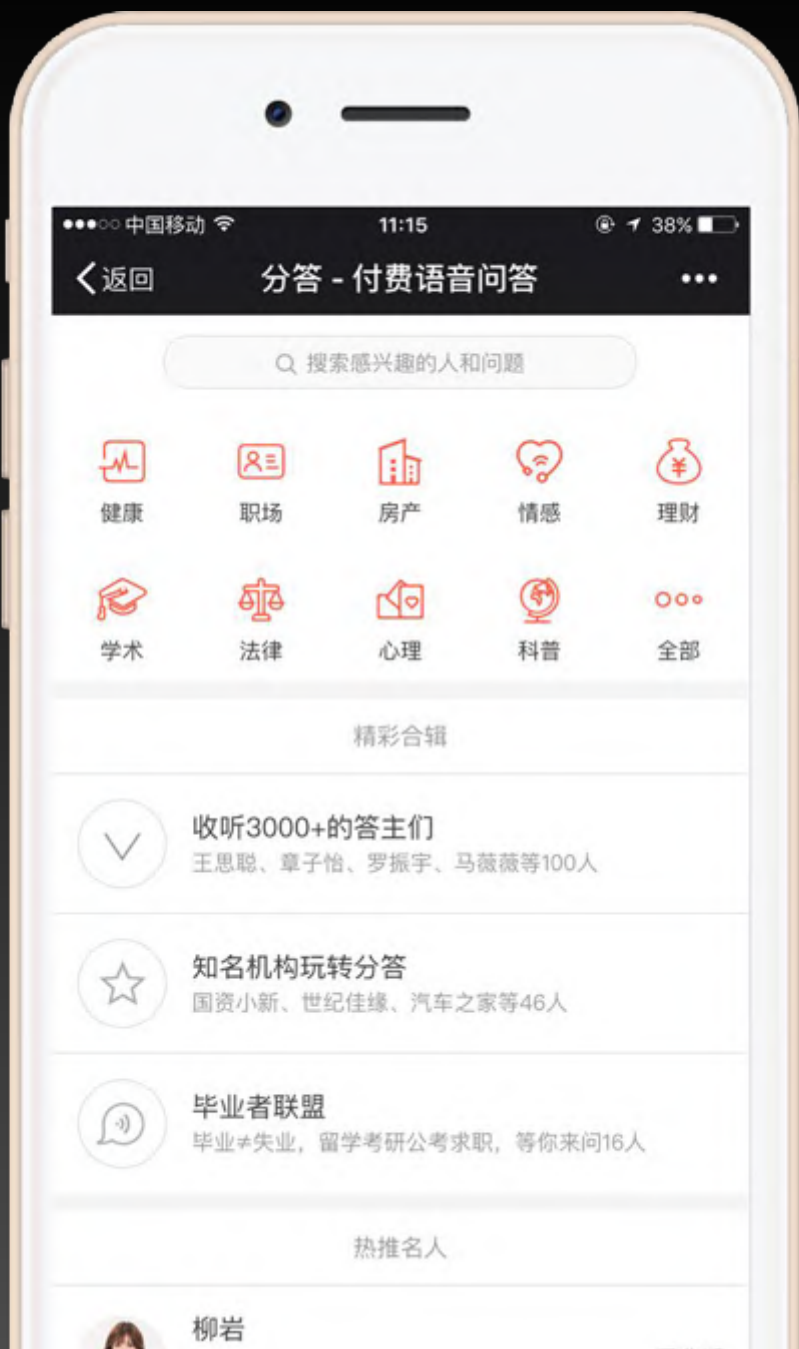 中国移动 11:15 38%
返回 分答 - 付费语音问答
搜索感兴趣的人和问题
健康 职场 房产 情感 理财
学术 法律 心理 科普 全部
精彩合辑
收听3000+的答主们
王思聪、章子怡、罗振宇、马薇薇等100人
知名机构玩转分答
国资小新、世纪佳缘、汽车之家等46人
毕业者联盟
毕业≠失业，留学考研公考求职，等你来问16人
热推名人
柳岩